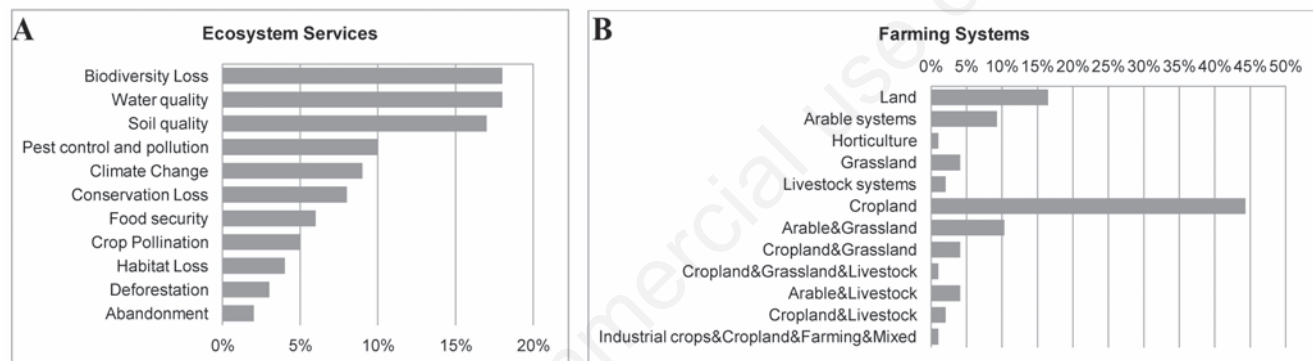 A
Ecosystem Services
Biodiversity Loss
Water quality
Soil quality
Pest control and pollution
Climate Change
Conservation Loss
Food security
Crop Pollination
Habitat Loss
Deforestation
Abandonment
0% 5% 10% 15% 20%
B
Farming Systems
0% 5% 10% 15% 20% 25% 30% 35% 40% 45% 50%
Land
Arable systems
Horticulture
Grassland
Livestock systems
Cropland
Arable&Grassland
Cropland&Grassland
Cropland&Grassland&Livestock
Arable&Livestock
Cropland&Livestock
Industrial crops&Cropland&Farming&Mixed
mercial use